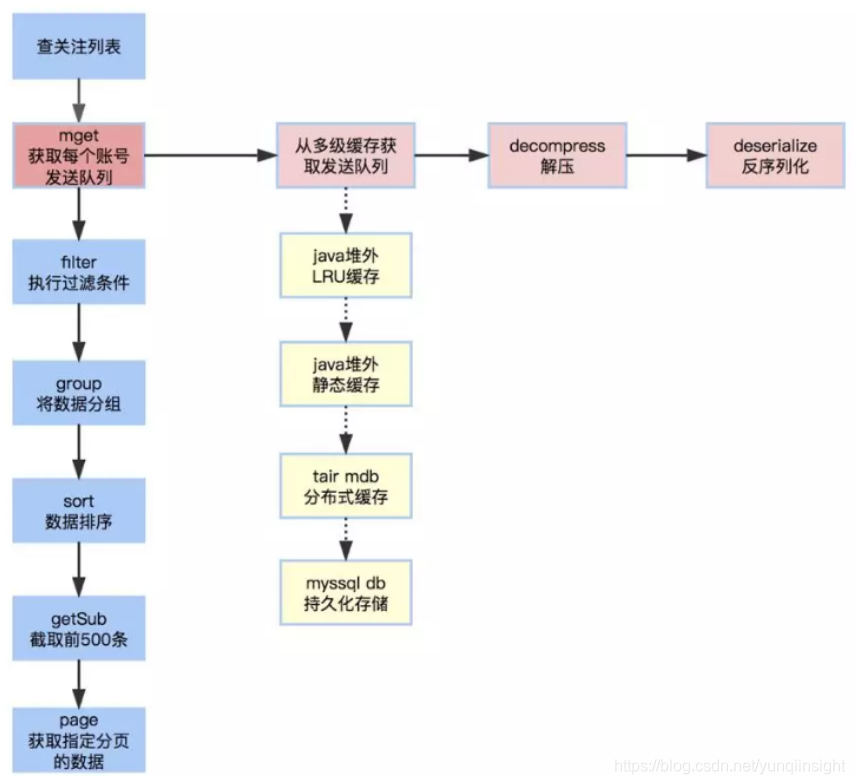 查关注列表
mget
获取每个账号
发送队列
从多级缓存获
取发送队列
decompress
解压
deserialize
反序列化
filter
执行过滤条件
java堆外
LRU缓存
group
将数据分组
java堆外
静态缓存
sort
数据排序
tair mdb
分布式缓存
getSub
截取前500条
myssql db
持久化存储
page
获取指定分页
的数据
https://blog.csdn.net/yunqiinsight